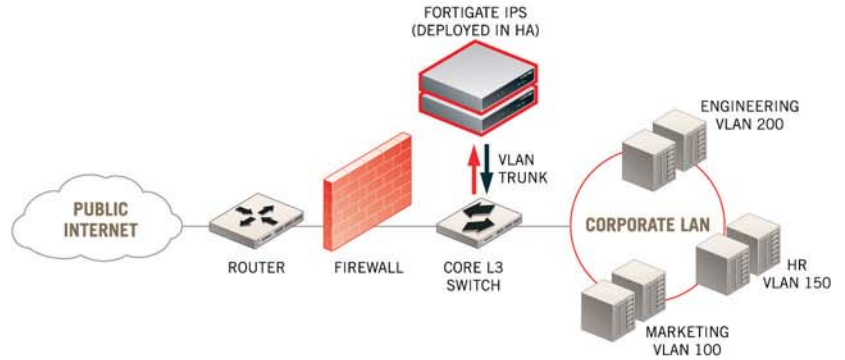 FORTIGATE IPS
(DEPLOYED IN HA)
ENGINEERING
VLAN 200
VLAN
TRUNK
PUBLIC
INTERNET
CORPORATE LAN
ROUTER
FIREWALL
CORE L3
SWITCH
HR
VLAN 150
MARKETING
VLAN 100